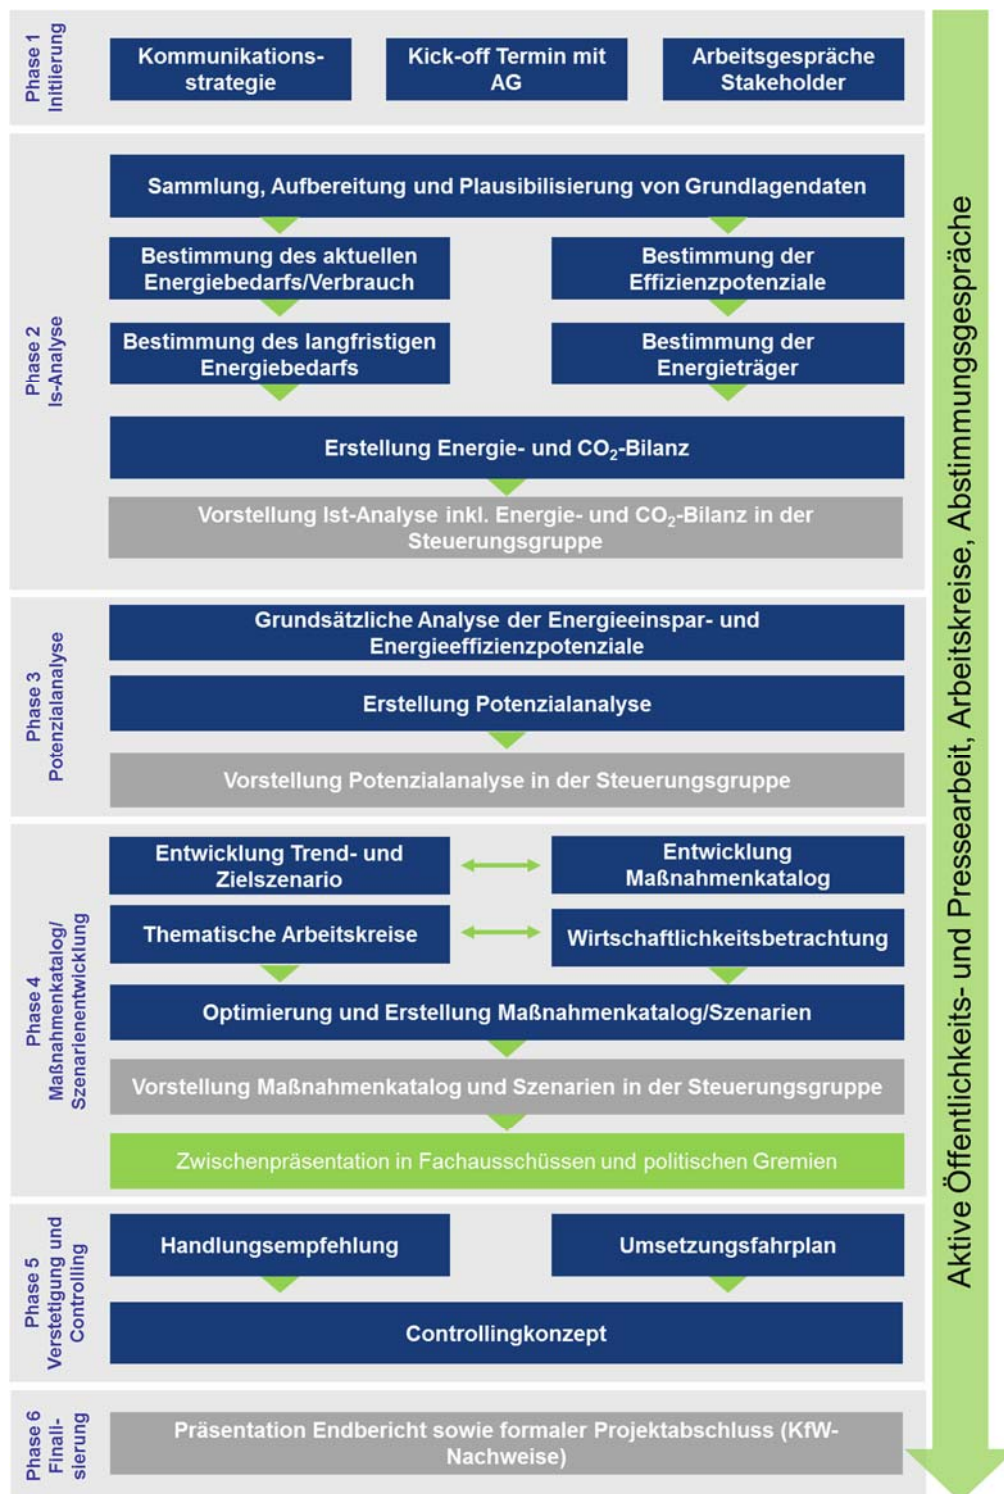 Phase 1
Initiierung
Kommunikations-
strategie
Kick-off Termin mit
AG
Arbeitsgespräche
Stakeholder
Phase 2
Is-Analyse
Sammlung, Aufbereitung und Plausibilisierung von Grundlagendaten
Bestimmung des aktuellen
Energiebedarfs/Verbrauch
Bestimmung der
Effizienzpotenziale
Bestimmung des langfristigen
Energiebedarfs
Bestimmung der
Energieträger
Erstellung Energie- und CO₂-Bilanz
Vorstellung Ist-Analyse inkl. Energie- und CO₂-Bilanz in der
Steuerungsgruppe
Phase 3
Potenzialanalyse
Grundsätzliche Analyse der Energieeinspar- und
Energieeffizienzpotenziale
Erstellung Potenzialanalyse
Vorstellung Potenzialanalyse in der Steuerungsgruppe
Phase 4
Maßnahmenkatalog/
Szenarienentwicklung
Entwicklung Trend- und
Zielszenario
Entwicklung
Maßnahmenkatalog
Thematische Arbeitskreise
Wirtschaftlichkeitsbetrachtung
Optimierung und Erstellung Maßnahmenkatalog/Szenarien
Vorstellung Maßnahmenkatalog und Szenarien in der Steuerungsgruppe
Zwischenpräsentation in Fachausschüssen und politischen Gremien
Phase 5
Verstetigung und
Controlling
Handlungsempfehlung
Umsetzungsfahrplan
Controllingkonzept
Phase 6
Finali-
sierung
Präsentation Endbericht sowie formaler Projektabschluss (KfW-
Nachweise)
Aktive Öffentlichkeits- und Pressearbeit, Arbeitskreise, Abstimmungsgespräche